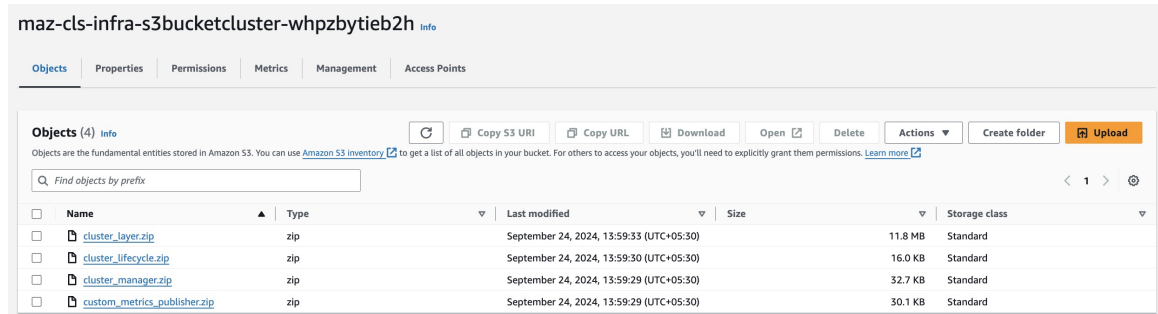 maz-cls-infra-s3bucketcluster-whpzbytieb2h Info
Objects Properties Permissions Metrics Management Access Points
Objects (4) Info Copy S3 URI Copy URL Download Open Delete Actions Create folder Upload
Objects are the fundamental entities stored in Amazon S3. You can use Amazon S3 inventory to get a list of all objects in your bucket. For others to access your objects, you'll need to explicitly grant them permissions. Learn more
Find objects by prefix 1
Name Type Last modified Size Storage class
cluster_layer.zip zip September 24, 2024, 13:59:33 (UTC+05:30) 11.8 MB Standard
cluster_lifecycle.zip zip September 24, 2024, 13:59:30 (UTC+05:30) 16.0 KB Standard
cluster_manager.zip zip September 24, 2024, 13:59:29 (UTC+05:30) 32.7 KB Standard
custom_metrics_publisher.zip zip September 24, 2024, 13:59:29 (UTC+05:30) 30.1 KB Standard